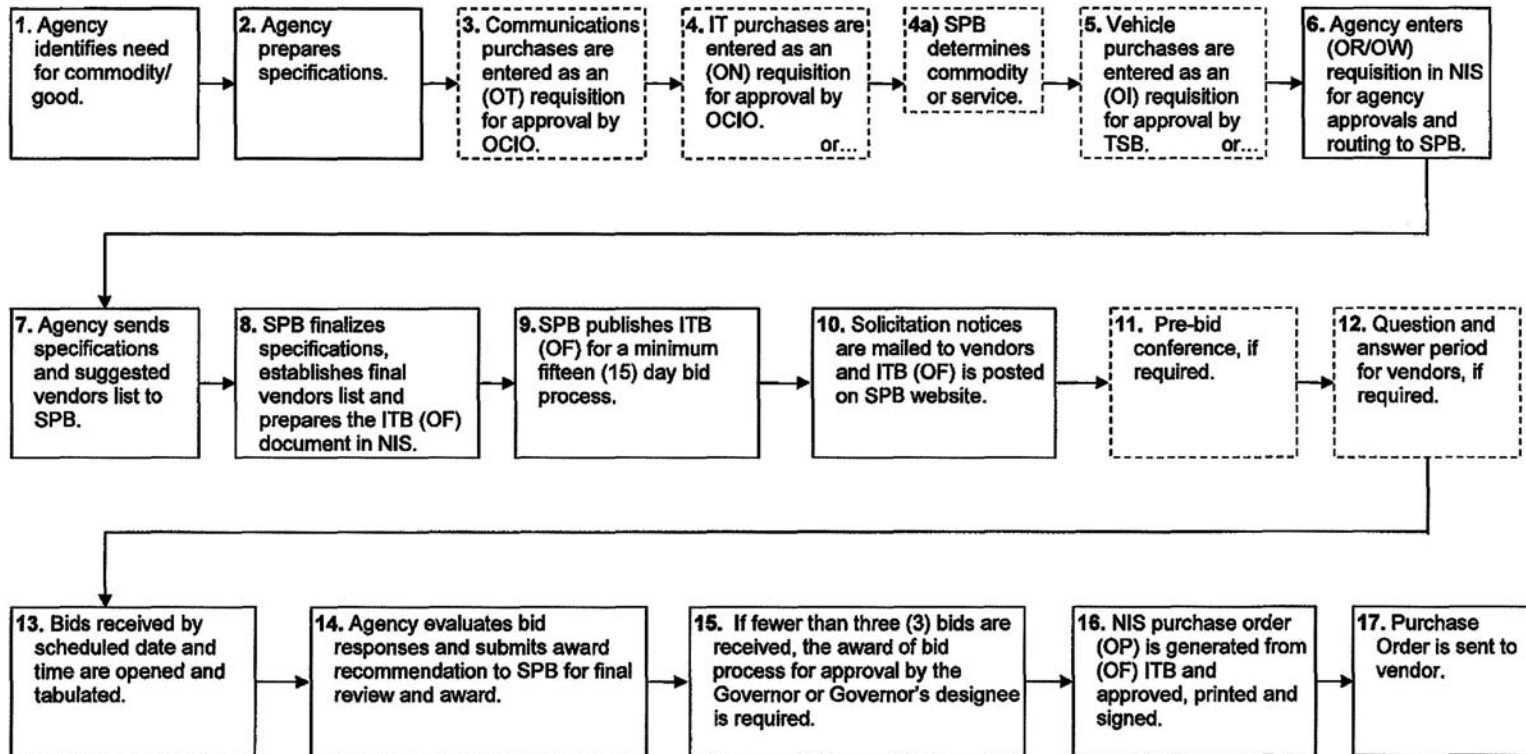 1. Agency
identifies need
for commodity/
good.
2. Agency
prepares
specifications.
3. Communications
purchases are
entered as an
(OT) requisition
for approval by
OCIO.
4. IT purchases are
entered as an
(ON) requisition
for approval by
OCIO.
or...
4a) SPB
determines
commodity
or service.
5. Vehicle
purchases are
entered as an
(OI) requisition
for approval by
TSB. or...
6. Agency enters
(OR/OW)
requisition in NIS
for agency
approvals and
routing to SPB.
7. Agency sends
specifications
and suggested
vendors list to
SPB.
8. SPB finalizes
specifications,
establishes final
vendors list and
prepares the ITB (OF)
document in NIS.
9. SPB publishes ITB
(OF) for a minimum
fifteen (15) day bid
process.
10. Solicitation notices
are mailed to vendors
and ITB (OF) is posted
on SPB website.
11. Pre-bid
conference, if
required.
12. Question and
answer period
for vendors, if
required.
13. Bids received by
scheduled date and
time are opened and
tabulated.
14. Agency evaluates bid
responses and submits award
recommendation to SPB for final
review and award.
15. If fewer than three (3) bids are
received, the award of bid
process for approval by the
Governor or Governor's designee
is required.
16. NIS purchase order
(OP) is generated from
(OF) ITB and
approved, printed and
signed.
17. Purchase
Order is sent to
vendor.